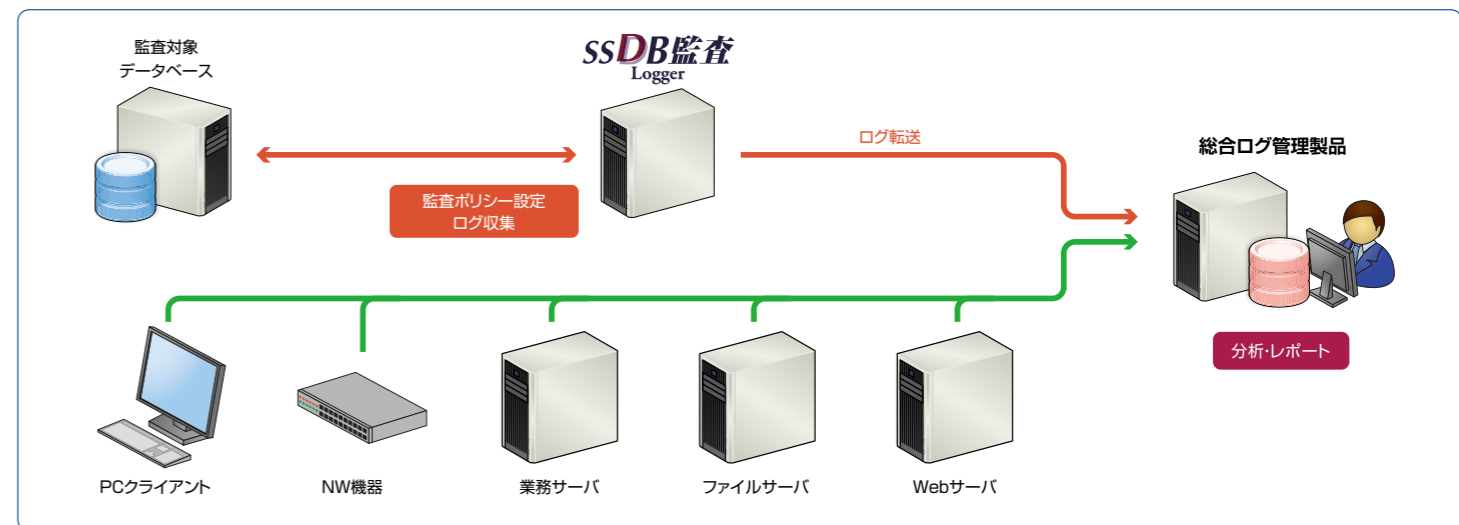 監査対象
データベース
SSDB監査
Logger
ログ転送
総合ログ管理製品
監査ポリシー設定
ログ収集
分析・レポート
PCクライアント
NW機器
業務サーバ
ファイルサーバ
Webサーバ